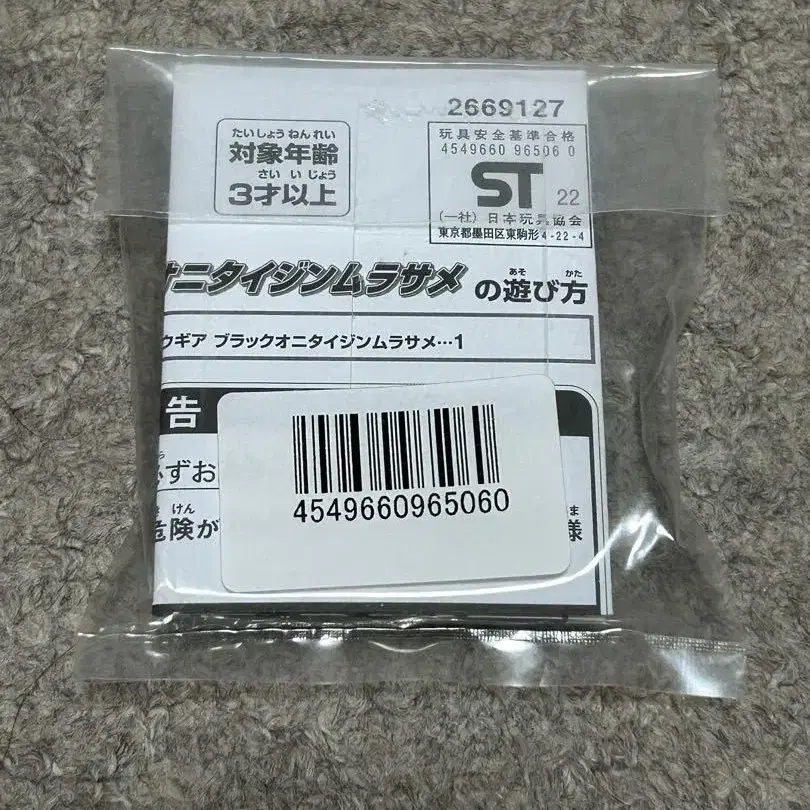 2669127
たいしょうねんれい
対象年齢
さいいじょう
3才以上
玩具安全基準合格
4549660 96506 0
ST 22
(一社)日本玩具協会
東京都墨田区東駒形4-22-4
オニタイジンムラサメの遊び方
あそ かた
ウギア ブラックオニタイジンムラサメ…1
告
ずお
けん
危険が
ま
様
4549660965060